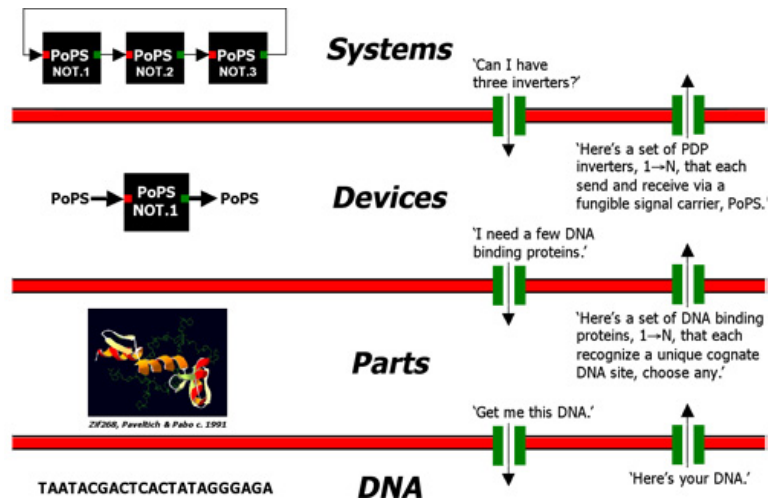 PoPS PoPS PoPS
NOT.1 NOT.2 NOT.3
Systems
'Can I have
three inverters?'
'Here's a set of PDP
inverters, 1→N, that each
send and receive via a
fungible signal carrier, PoPS.'
PoPS PoPS PoPS
NOT.1
Devices
'I need a few DNA
binding proteins.'
'Here's a set of DNA binding
proteins, 1→N, that each
recognize a unique cognate
DNA site, choose any.'
Zif268, Paveltich & Pabo c. 1991
Parts
'Get me this DNA.'
'Here's your DNA.'
TAATACGACTCACTATAGGGAGA
DNA